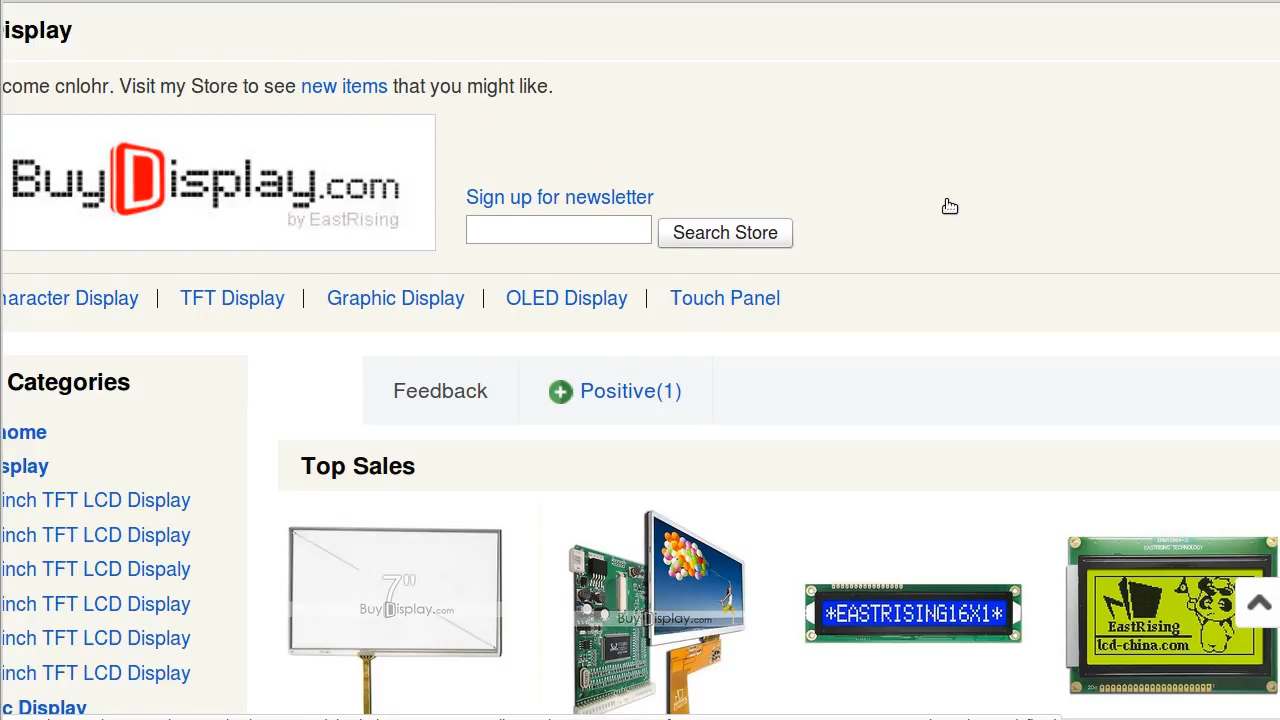 isplay
come cnlohr. Visit my Store to see new items that you might like.
BuyDisplay.com
by EastRising
Sign up for newsletter
Search Store
haracter Display | TFT Display | Graphic Display | OLED Display | Touch Panel
Categories
Feedback
Positive(1)
home
splay
Top Sales
inch TFT LCD Display
inch TFT LCD Display
inch TFT LCD Dispaly
inch TFT LCD Display
inch TFT LCD Display
inch TFT LCD Display
c Display
7"
BuyDisplay.com
BuyDisplay.com
*EASTRISING16X1*
EASTRISING TECHNOLOGY
EastRising
lcd-china.com